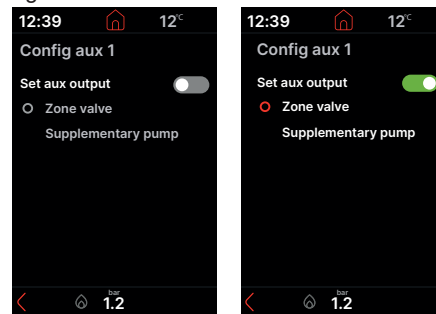 12:39 12°C
Config aux 1
Set aux output
Zone valve
Supplementary pump
bar
1.2
12:39 12°C
Config aux 1
Set aux output
Zone valve
Supplementary pump
bar
1.2